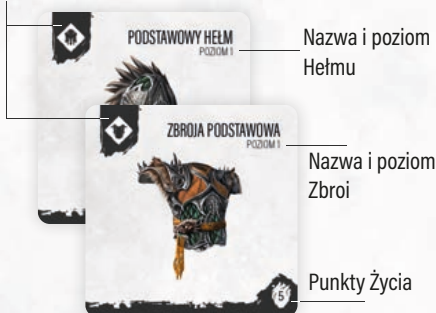 PODSTAWOWY HEŁM
POZIOM 1
Nazwa i poziom
Hełmu
ZBROJA PODSTAWOWA
POZIOM 1
Nazwa i poziom
Zbroi
5
Punkty Życia